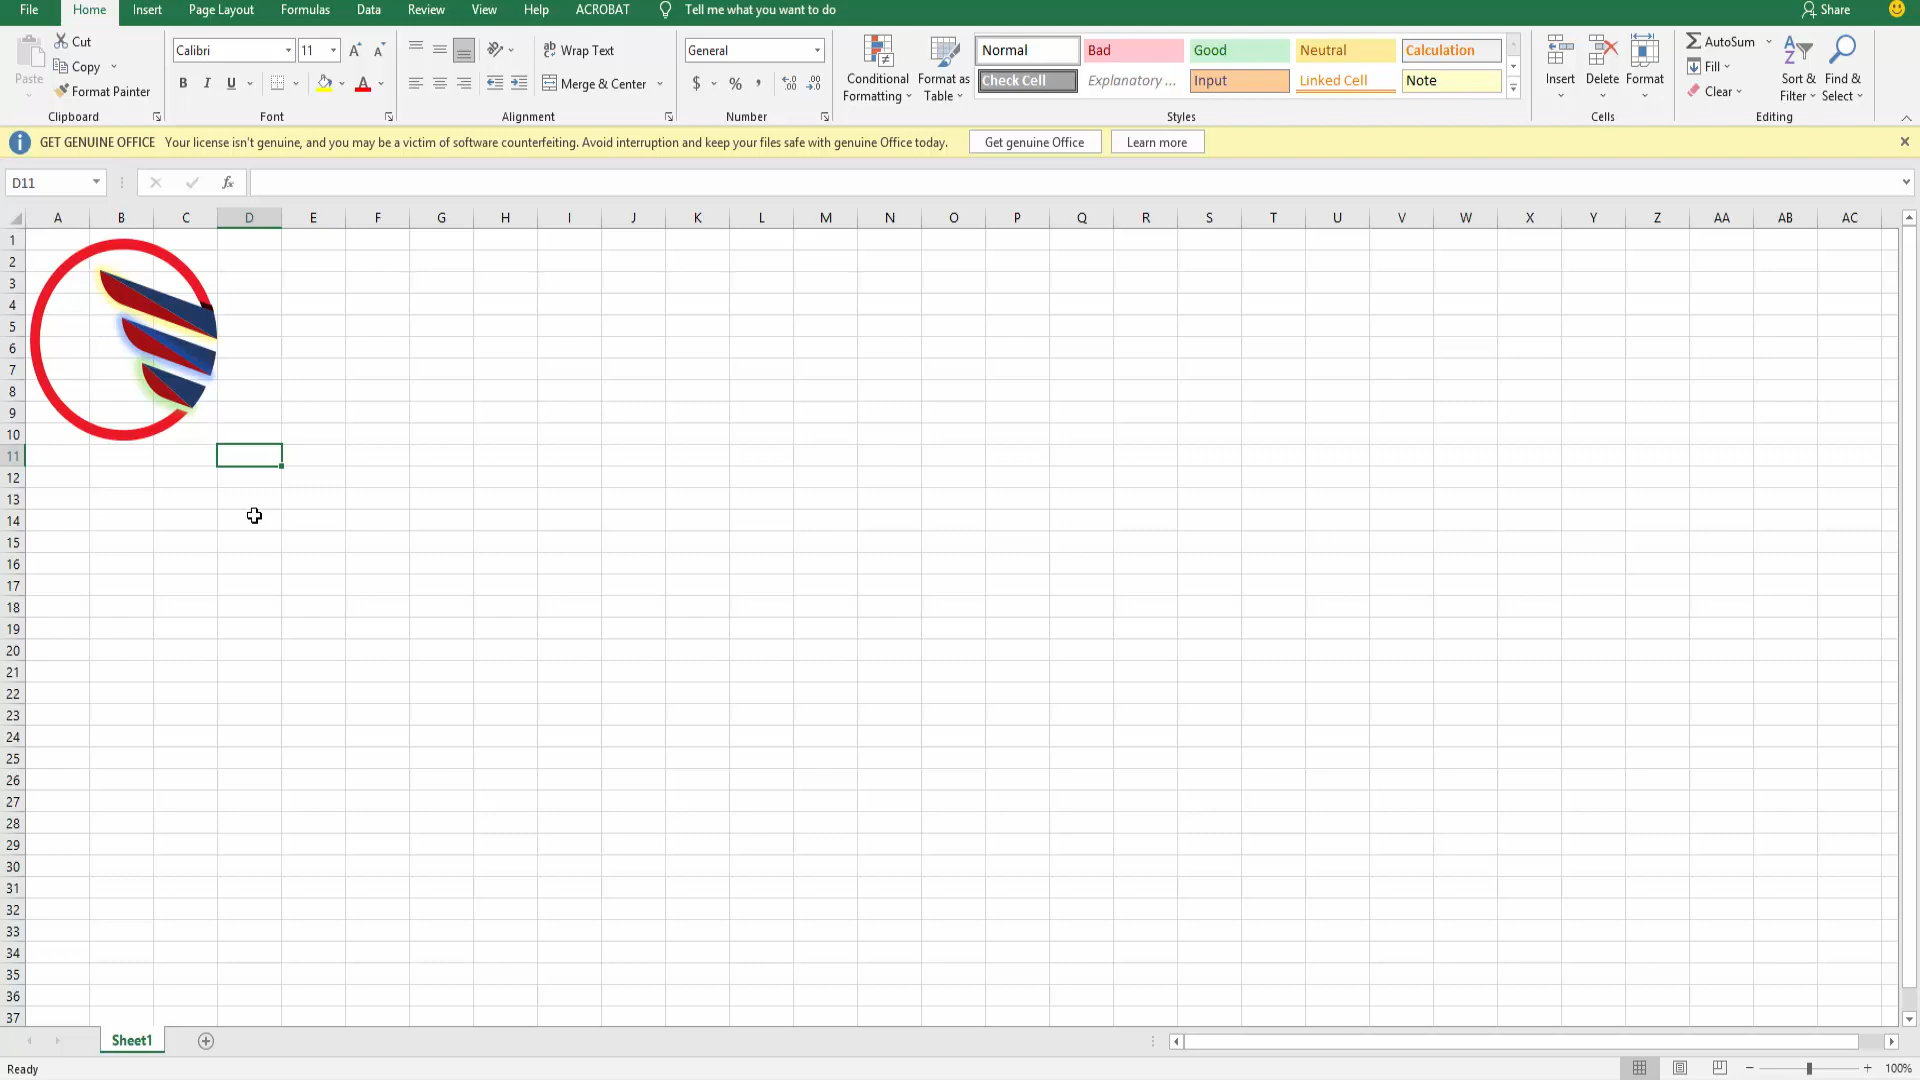 File Home Insert Page Layout Formulas Data Review View Help ACROBAT Tell me what you want to do Share
Paste
Cut
Copy
Format Painter
Clipboard
Calibri 11
B I U
Font
Wrap Text
Merge & Center
Alignment
General
$ % ,
Number
Conditional
Formatting
Format as
Table
Normal Bad Good Neutral Calculation
Check Cell Explanatory ... Input Linked Cell Note
Styles
Insert Delete Format
Cells
AutoSum
Fill
Clear
Sort &
Filter
Find &
Select
Editing
GET GENUINE OFFICE Your license isn't genuine, and you may be a victim of software counterfeiting. Avoid interruption and keep your files safe with genuine Office today. Get genuine Office Learn more
D11 fx
A B C D E F G H I J K L M N O P Q R S T U V W X Y Z AA AB AC
1
2
3
4
5
6
7
8
9
10
11
12
13
14
15
16
17
18
19
20
21
22
23
24
25
26
27
28
29
30
31
32
33
34
35
36
37
Sheet1
Ready 100%